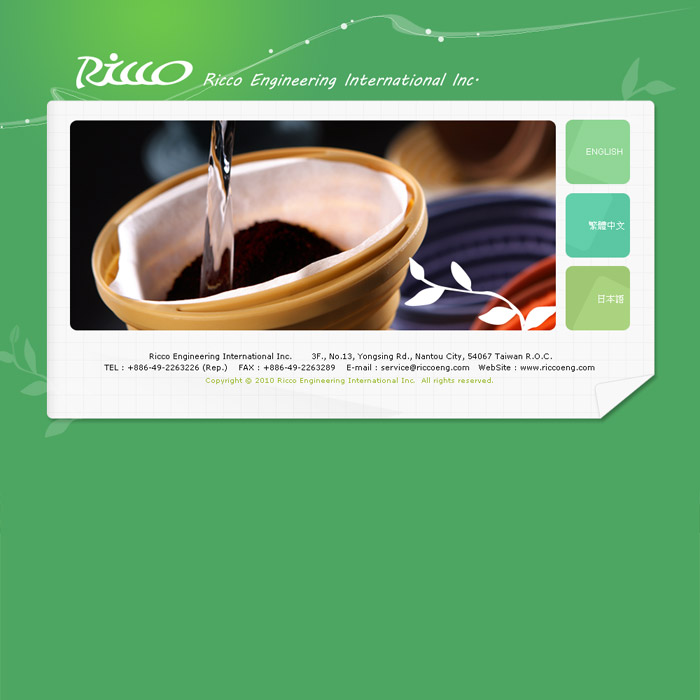 Ricco Ricco Engineering International Inc.
ENGLISH
繁體中文
日本語
Ricco Engineering International Inc. 3F., No.13, Yongsing Rd., Nantou City, 54067 Taiwan R.O.C.
TEL : +886-49-2263226 (Rep.) FAX : +886-49-2263289 E-mail : service@riccoeng.com WebSite : www.riccoeng.com
Copyright © 2010 Ricco Engineering International Inc. All rights reserved.